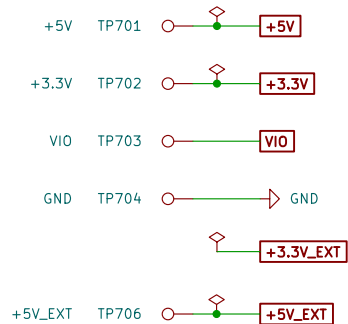 +5V TP701 +5V
+3.3V TP702 +3.3V
VIO TP703 VIO
GND TP704 GND
+3.3V_EXT
+5V_EXT TP706 +5V_EXT